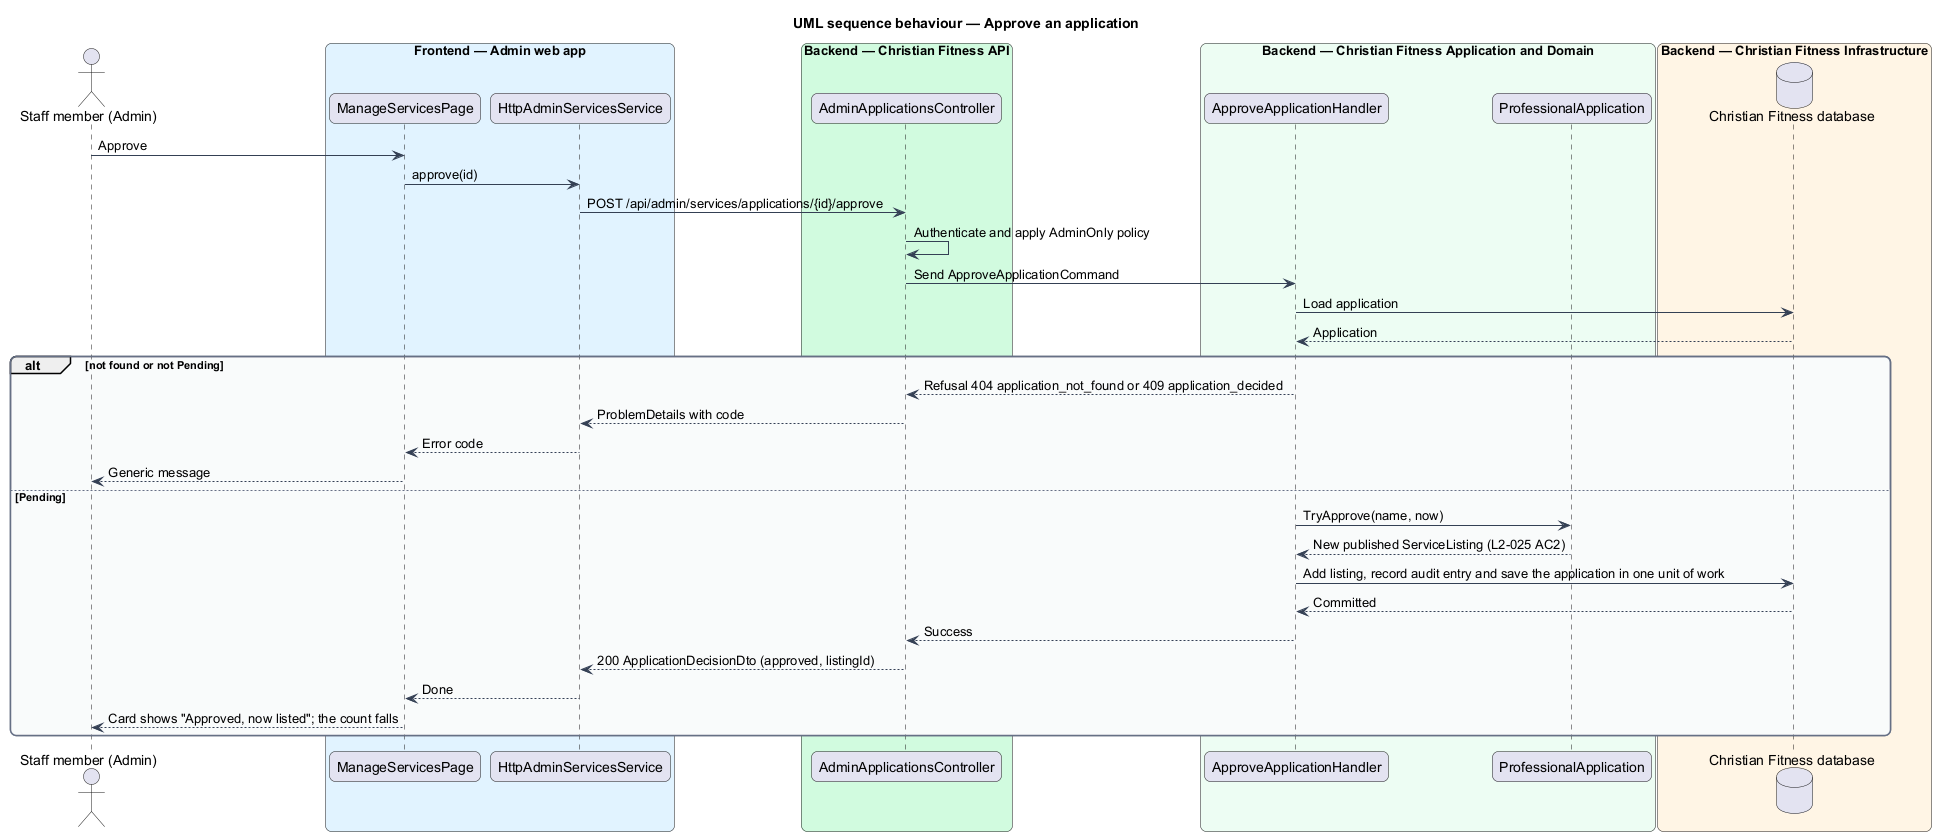 UML sequence behaviour — Approve an application
Frontend — Admin web app
Backend — Christian Fitness API
Backend — Christian Fitness Application and Domain
Backend — Christian Fitness Infrastructure
Staff member (Admin)
ManageServicesPage
HttpAdminServicesService
AdminApplicationsController
ApproveApplicationHandler
ProfessionalApplication
Christian Fitness database
Approve
approve(id)
POST /api/admin/services/applications/{id}/approve
Authenticate and apply AdminOnly policy
Send ApproveApplicationCommand
Load application
Application
alt
[not found or not Pending]
Refusal 404 application_not_found or 409 application_decided
ProblemDetails with code
Error code
Generic message
[Pending]
TryApprove(name, now)
New published ServiceListing (L2-025 AC2)
Add listing, record audit entry and save the application in one unit of work
Committed
Success
200 ApplicationDecisionDto (approved, listingId)
Done
Card shows "Approved, now listed"; the count falls
Staff member (Admin)
ManageServicesPage
HttpAdminServicesService
AdminApplicationsController
ApproveApplicationHandler
ProfessionalApplication
Christian Fitness database